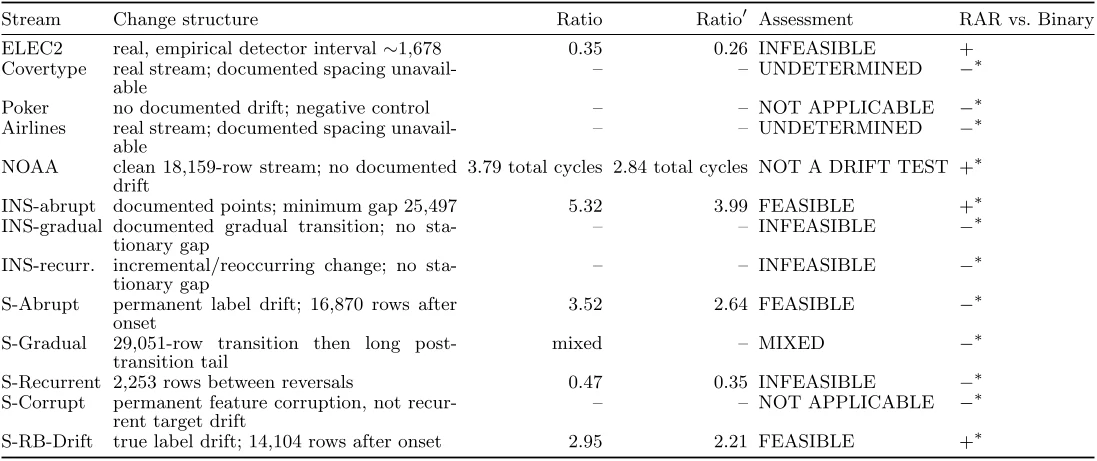 Stream Change structure Ratio Ratio′ Assessment RAR vs. Binary
ELEC2 real, empirical detector interval ∼1,678 0.35 0.26 INFEASIBLE +
Covertype real stream; documented spacing unavail- – – UNDETERMINED −*
able
Poker no documented drift; negative control – – NOT APPLICABLE −*
Airlines real stream; documented spacing unavail- – – UNDETERMINED −*
able
NOAA clean 18,159-row stream; no documented 3.79 total cycles 2.84 total cycles NOT A DRIFT TEST +*
drift
INS-abrupt documented points; minimum gap 25,497 5.32 3.99 FEASIBLE +*
INS-gradual documented gradual transition; no sta- – – INFEASIBLE −*
tionary gap
INS-recurr. incremental/reoccurring change; no sta- – – INFEASIBLE −*
tionary gap
S-Abrupt permanent label drift; 16,870 rows after 3.52 2.64 FEASIBLE −*
onset
S-Gradual 29,051-row transition then long post- mixed – MIXED −*
transition tail
S-Recurrent 2,253 rows between reversals 0.47 0.35 INFEASIBLE −*
S-Corrupt permanent feature corruption, not recur- – – NOT APPLICABLE −*
rent target drift
S-RB-Drift true label drift; 14,104 rows after onset 2.95 2.21 FEASIBLE +*